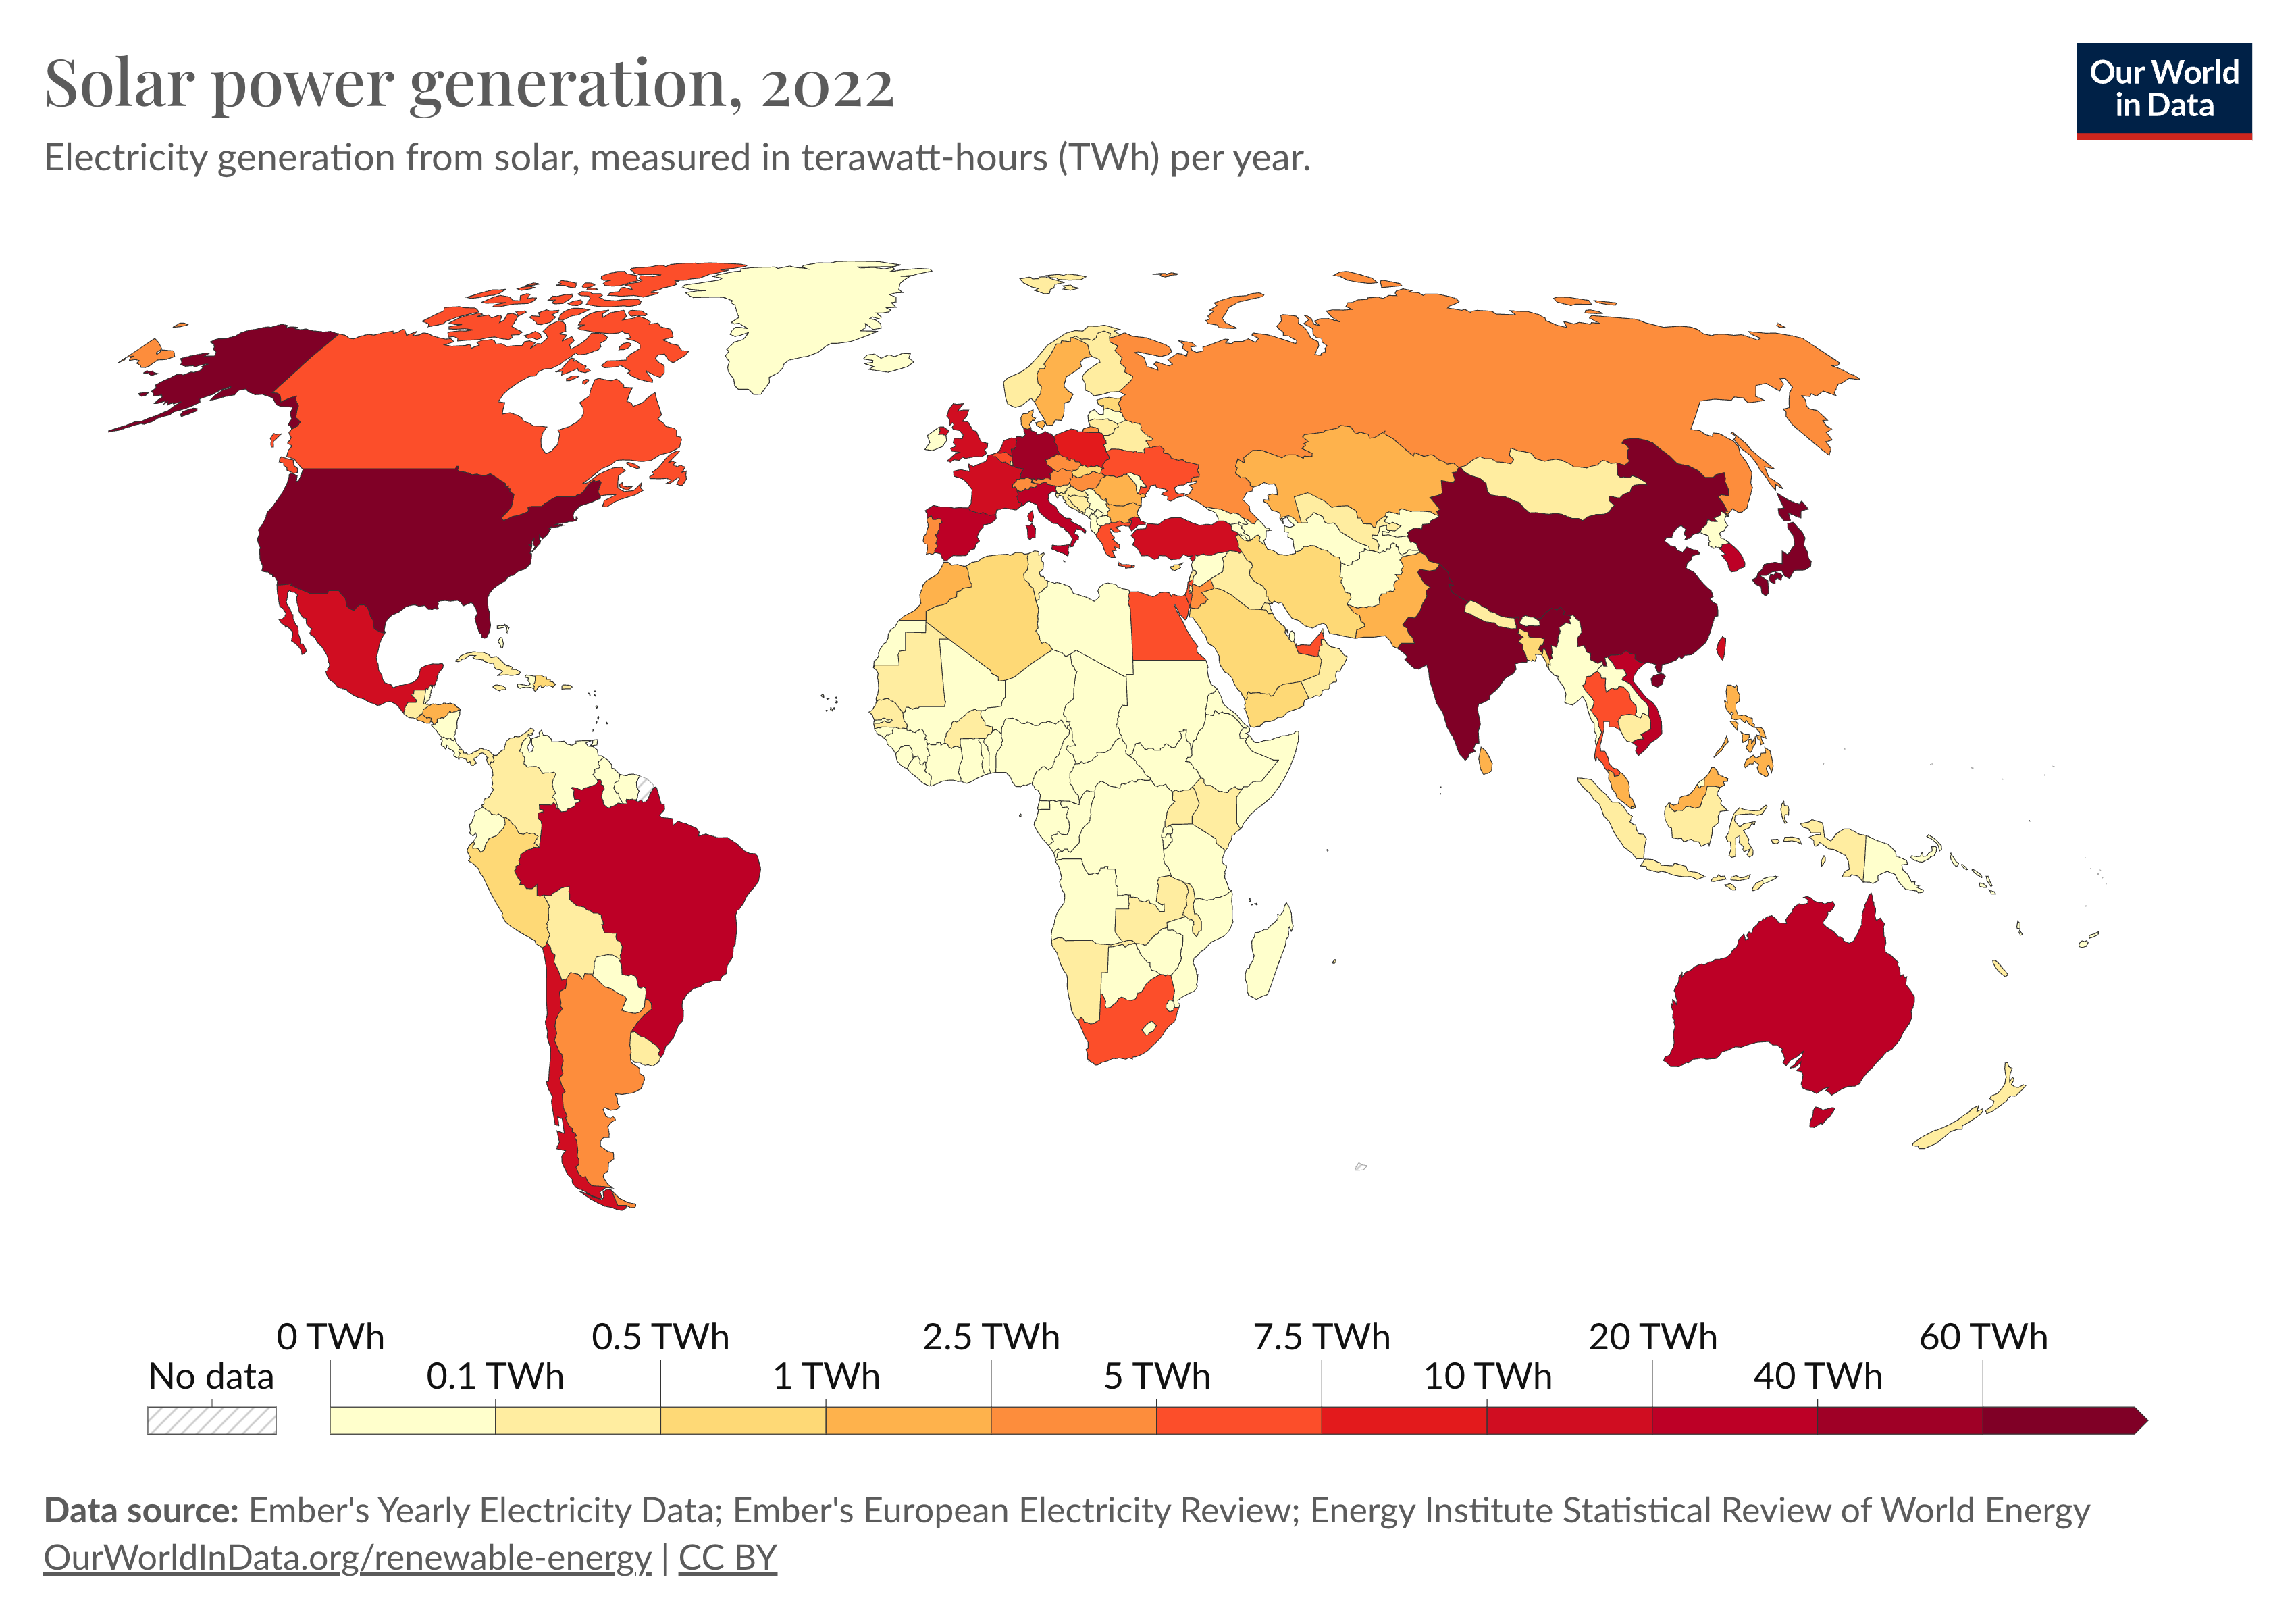 Solar power generation, 2022
Our World
in Data
Electricity generation from solar, measured in terawatt-hours (TWh) per year.
0 TWh 0.5 TWh 2.5 TWh 7.5 TWh 20 TWh 60 TWh
No data 0.1 TWh 1 TWh 5 TWh 10 TWh 40 TWh
Data source: Ember's Yearly Electricity Data; Ember's European Electricity Review; Energy Institute Statistical Review of World Energy
OurWorldInData.org/renewable-energy | CC BY